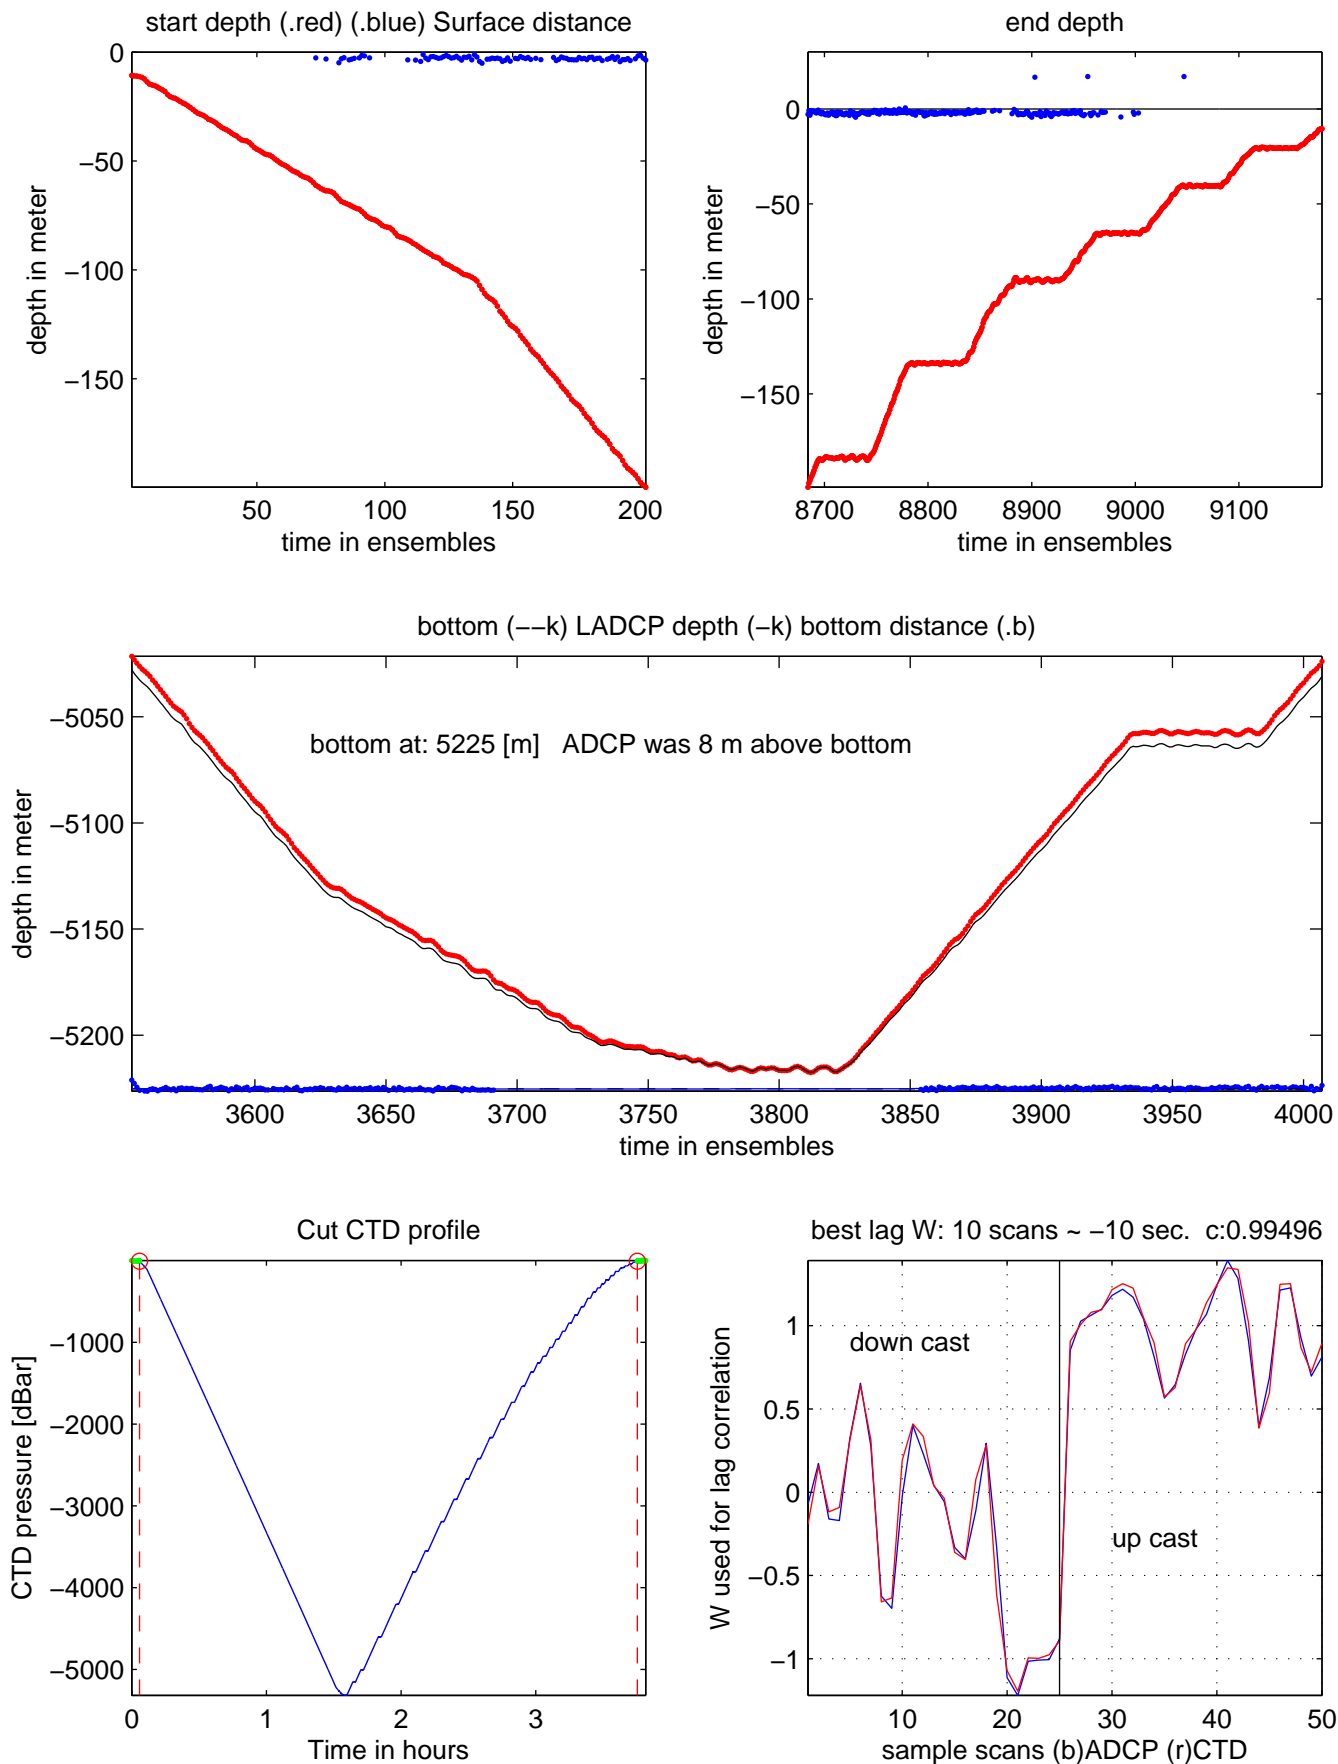 start depth (.red) (.blue) Surface distance
0
−50
−100
−150
depth in meter
50
100
150
200
time in ensembles
end depth
0
−50
−100
−150
depth in meter
8700
8800
8900
9000
9100
time in ensembles
bottom (−−k) LADCP depth (−k) bottom distance (.b)
bottom at: 5225 [m] ADCP was 8 m above bottom
−5050
−5100
−5150
−5200
depth in meter
3600
3650
3700
3750
3800
3850
3900
3950
4000
time in ensembles
Cut CTD profile
−1000
−2000
−3000
−4000
−5000
CTD pressure [dBar]
0
1
2
3
Time in hours
best lag W: 10 scans ~ −10 sec. c:0.99496
down cast
up cast
1
0.5
0
−0.5
−1
W used for lag correlation
10
20
30
40
50
sample scans (b)ADCP (r)CTD